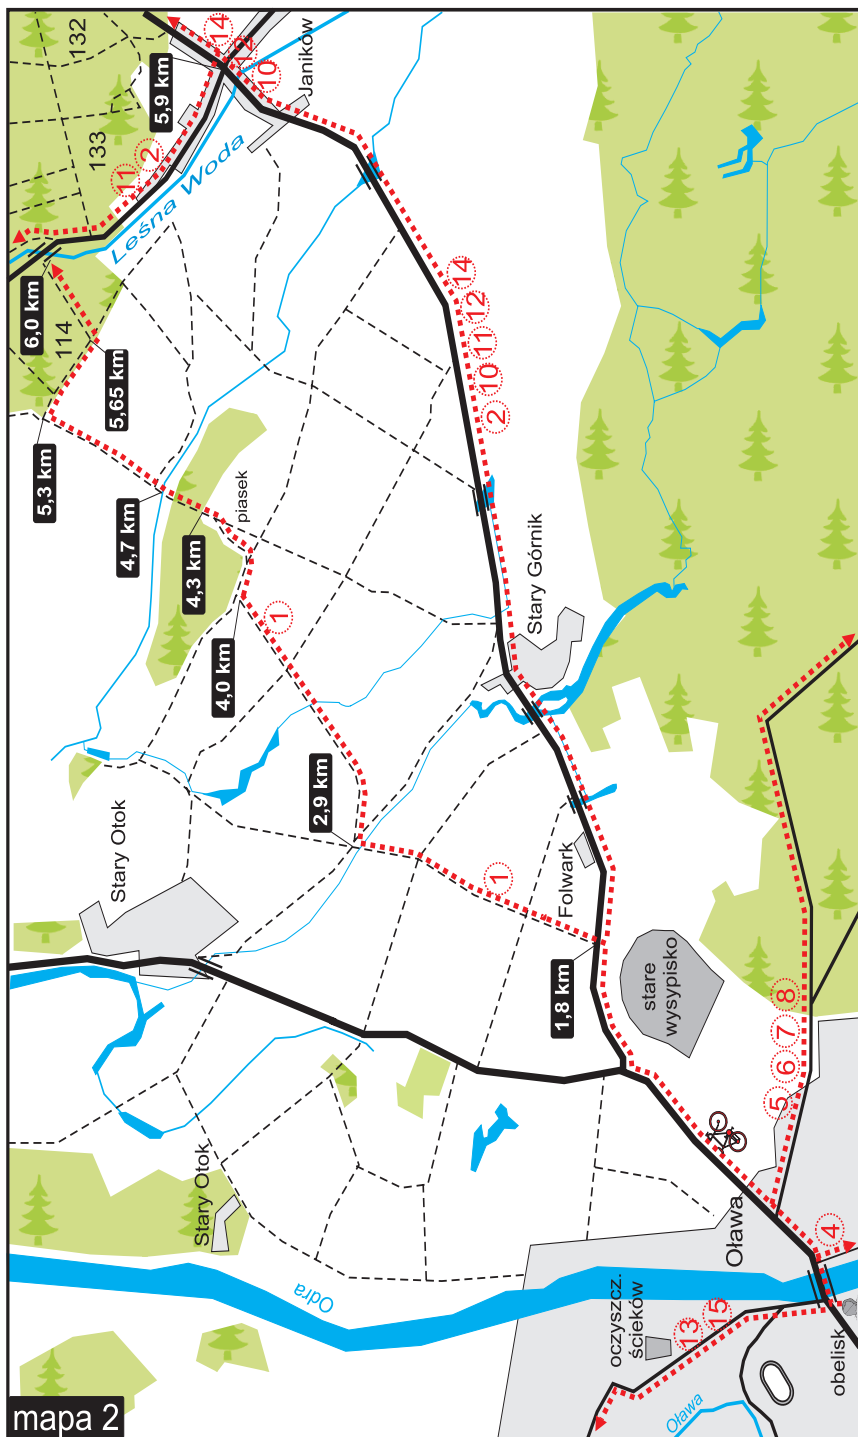 132
14
12
10
Janików
5,9 km
133
2
11
Leśna Woda
6,0 km
114
5,65 km
5,3 km
14
12
11
10
2
4,7 km
piasek
4,3 km
1
4,0 km
Stary Górnik
2,9 km
Stary Otok
1
Folwark
1,8 km
stare
wysypisko
8
7
6
5
Stary Otok
Oława
4
Odra
oczyszcz.
ścieków
13
15
obelisk
Oława
mapa 2